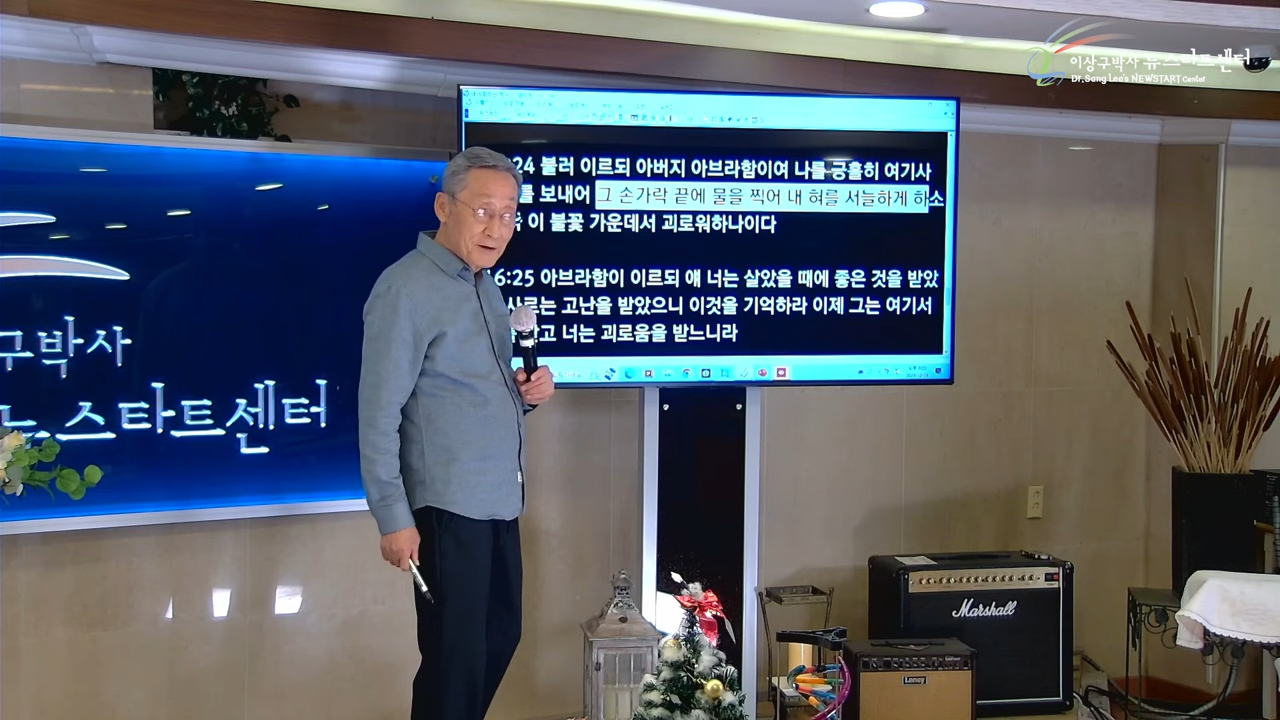 이상구박사 뉴스타트센터
Dr. Sang Lee's NEWSTART Center
24 불러 이르되 아버지 아브라함이여 나를 긍휼히 여기사
를 보내어 그 손가락 끝에 물을 찍어 내 혀를 서늘하게 하소
이 불꽃 가운데서 괴로워하나이다
6:25 아브라함이 이르되 얘 너는 살았을 때에 좋은 것을 받았
사로는 고난을 받았으니 이것을 기억하라 이제 그는 여기서
고 너는 괴로움을 받느니라
구박사
뉴스타트센터
Marshall
Laney